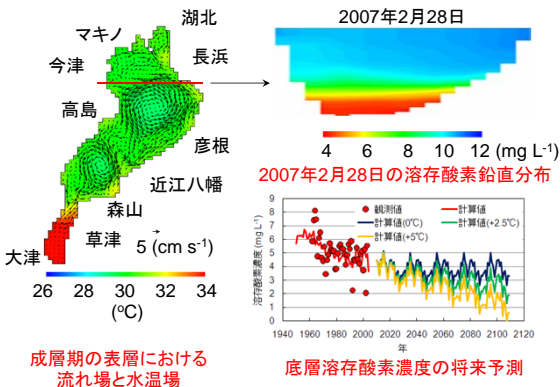 湖北
マキノ
今津
長浜
高島
彦根
近江八幡
森山
草津
大津
5 (cm s-1)
26 28 30 32 34
(oC)
成層期の表層における
流れ場と水温場
2007年2月28日
4 6 8 10 12 (mg L-1)
2007年2月28日の溶存酸素鉛直分布
観測値 計算値
計算値(0℃) 計算値(+2.5℃)
計算値(+5℃)
溶存酸素濃度(mg L-1)
9
8
7
6
5
4
3
2
1
0
1940 1960 1980 2000 2020 2040 2060 2080 2100 2120
年
底層溶存酸素濃度の将来予測